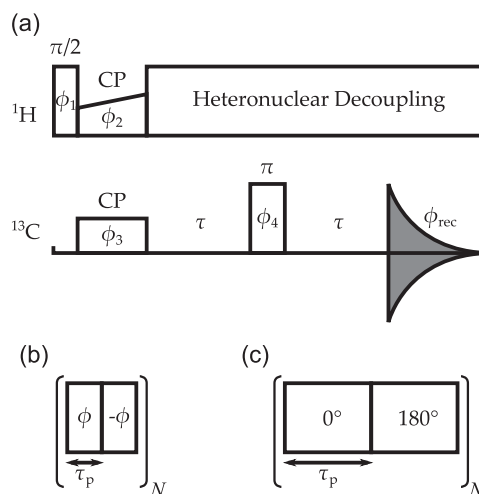 (a)
π/2
CP
¹H
ϕ₁
ϕ₂
Heteronuclear Decoupling
CP
π
¹³C
ϕ₃
τ
ϕ₄
τ
ϕrec
(b)
(c)
ϕ
-ϕ
0°
180°
τp
N
τp
N